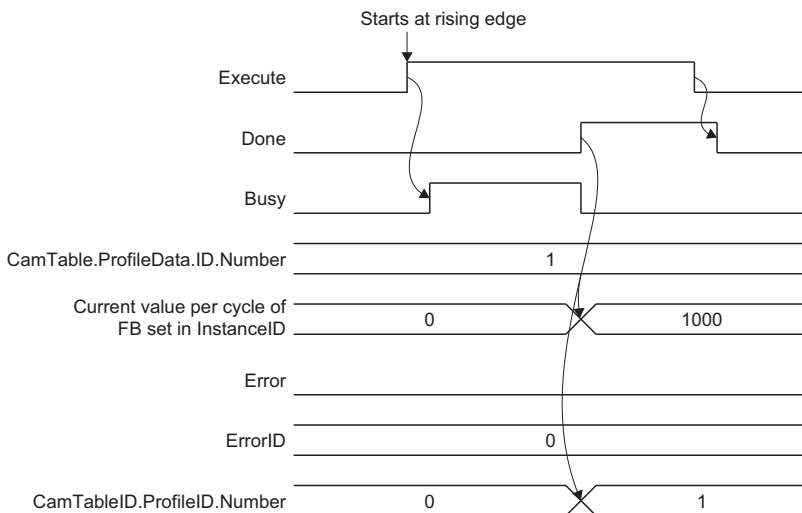 Starts at rising edge
Execute
Done
Busy
CamTable.ProfileData.ID.Number
1
Current value per cycle of
FB set in InstanceID
0
1000
Error
ErrorID
0
CamTableID.ProfileID.Number
0
1